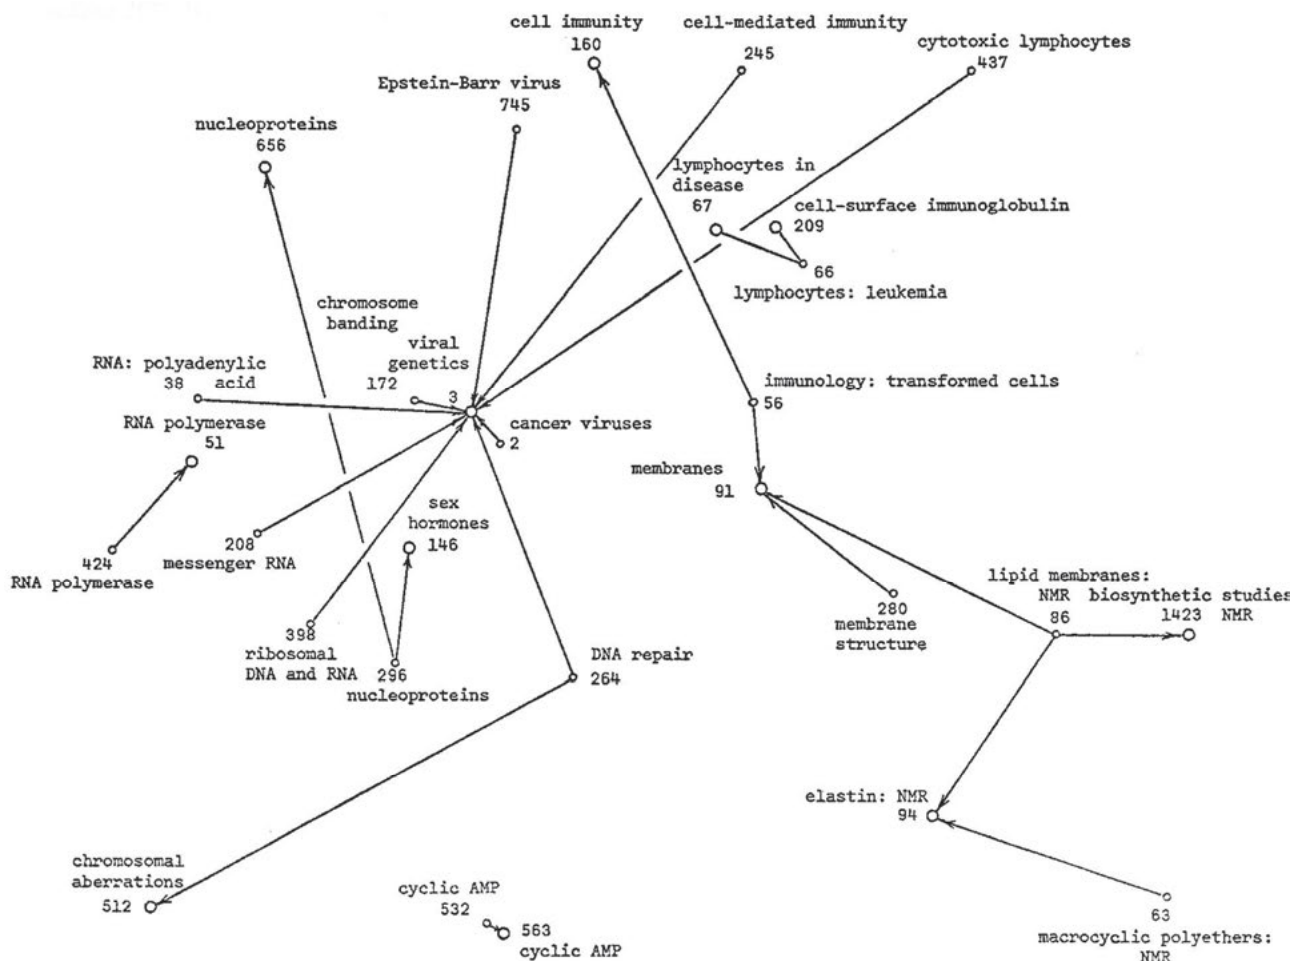 cell immunity
160
cell-mediated immunity
245
cytotoxic lymphocytes
437
Epstein-Barr virus
745
nucleoproteins
656
lymphocytes in
disease
67
cell-surface immunoglobulin
209
66
lymphocytes: leukemia
chromosome
banding
172
viral
genetics
3
RNA: polyadenylic
38 acid
RNA polymerase
51
cancer viruses
2
immunology: transformed cells
56
membranes
91
sex
hormones
146
424
RNA polymerase
208
messenger RNA
398
ribosomal
DNA and RNA
296
nucleoproteins
DNA repair
264
280
membrane
structure
lipid membranes:
NMR
86
biosynthetic studies
1423 NMR
elastin: NMR
94
63
macrocyclic polyethers:
NMR
chromosomal
aberrations
512
cyclic AMP
532
563
cyclic AMP